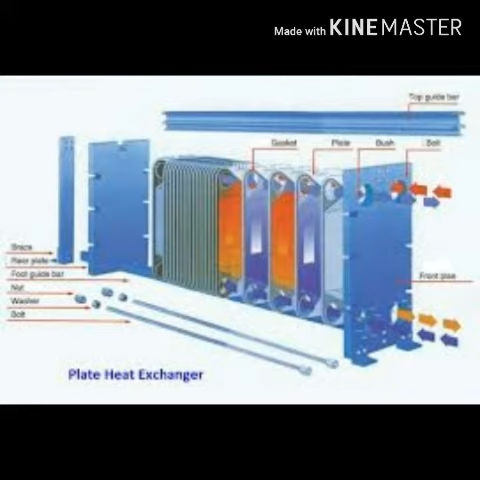 Made with KINEMASTER
Top guide bar
Gasket Plate Bush Bolt
Brace
Rear plate
Foot guide bar
Nut
Washer
Bolt
Front plae
Plate Heat Exchanger